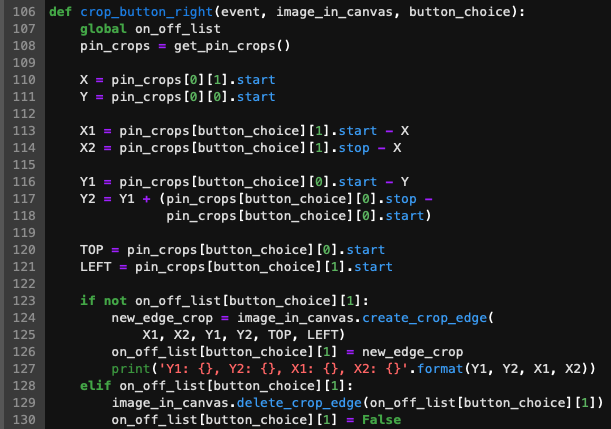 106 def crop_button_right(event, image_in_canvas, button_choice):
107     global on_off_list
108     pin_crops = get_pin_crops()
109
110     X = pin_crops[0][1].start
111     Y = pin_crops[0][0].start
112
113     X1 = pin_crops[button_choice][1].start - X
114     X2 = pin_crops[button_choice][1].stop - X
115
116     Y1 = pin_crops[button_choice][0].start - Y
117     Y2 = Y1 + (pin_crops[button_choice][0].stop -
118                pin_crops[button_choice][0].start)
119
120     TOP = pin_crops[button_choice][0].start
121     LEFT = pin_crops[button_choice][1].start
122
123     if not on_off_list[button_choice][1]:
124         new_edge_crop = image_in_canvas.create_crop_edge(
125             X1, X2, Y1, Y2, TOP, LEFT)
126         on_off_list[button_choice][1] = new_edge_crop
127         print('Y1: {}, Y2: {}, X1: {}, X2: {}'.format(Y1, Y2, X1, X2))
128     elif on_off_list[button_choice][1]:
129         image_in_canvas.delete_crop_edge(on_off_list[button_choice][1])
130         on_off_list[button_choice][1] = False